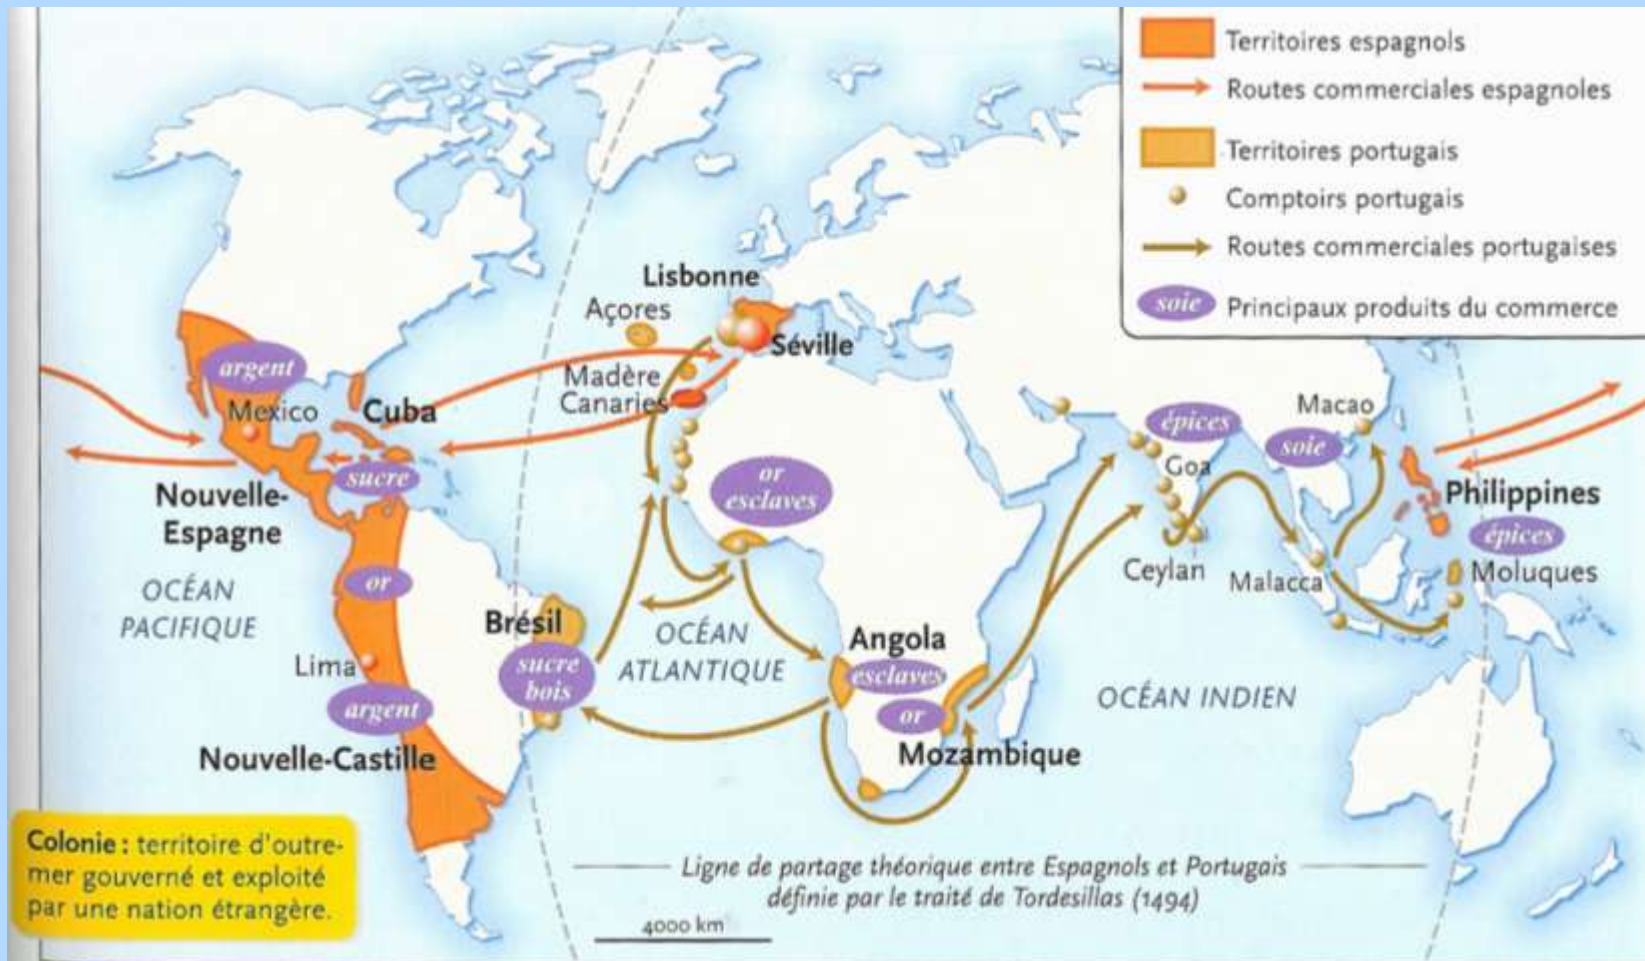 Territoires espagnols
Routes commerciales espagnoles
Territoires portugais
Comptoirs portugais
Routes commerciales portugaises
soie
Principaux produits du commerce
Lisbonne
Açores
Séville
Madère
Canaries
argent
Mexico
Cuba
sucre
Nouvelle-
Espagne
or
esclaves
épices
Goa
soie
Macao
Philippines
épices
Ceylan
Malacca
Moluques
OCÉAN
PACIFIQUE
or
Brésil
sucre
bois
OCÉAN
ATLANTIQUE
Angola
esclaves
or
Mozambique
OCÉAN INDIEN
Lima
argent
Nouvelle-Castille
Colonie : territoire d'outre-
mer gouverné et exploité
par une nation étrangère.
Ligne de partage théorique entre Espagnols et Portugais
définie par le traité de Tordesillas (1494)
4000 km